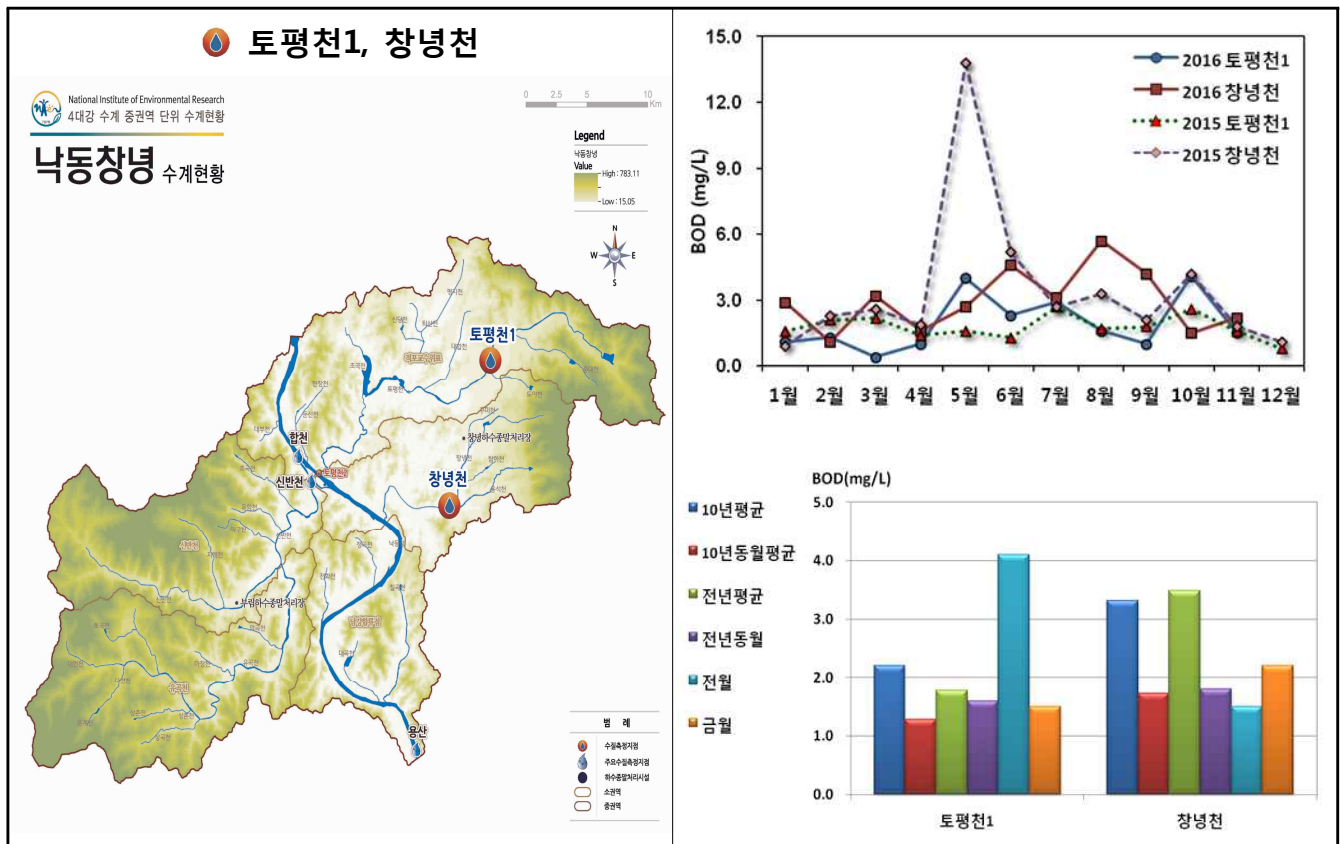 토평천1, 창녕천
National Institute of Environmental Research
4대강 수계 중권역 단위 수계현황
낙동창녕 수계현황
0 2.5 5 10
Km
Legend
낙동창녕
Value
High : 783.11
Low : 15.05
N
W E
S
토평천1
창녕하수종말처리장
합천
신반천
창녕천
부림하수종말처리장
용산
범 례
수질측정지점
주요수질측정지점
하수종말처리시설
소권역
중권역
15.0
12.0
9.0
6.0
3.0
0.0
BOD (mg/L)
2016 토평천1
2016 창녕천
2015 토평천1
2015 창녕천
1월 2월 3월 4월 5월 6월 7월 8월 9월 10월 11월 12월
BOD(mg/L)
5.0
4.0
3.0
2.0
1.0
0.0
10년평균
10년동월평균
전년평균
전년동월
전월
금월
토평천1 창녕천